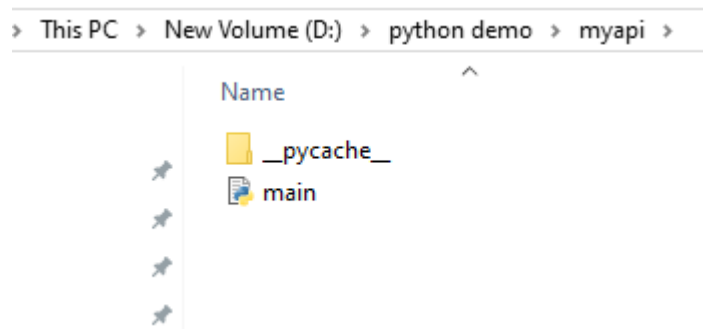 This PC > New Volume (D:) > python demo > myapi >
Name
__pycache__
main